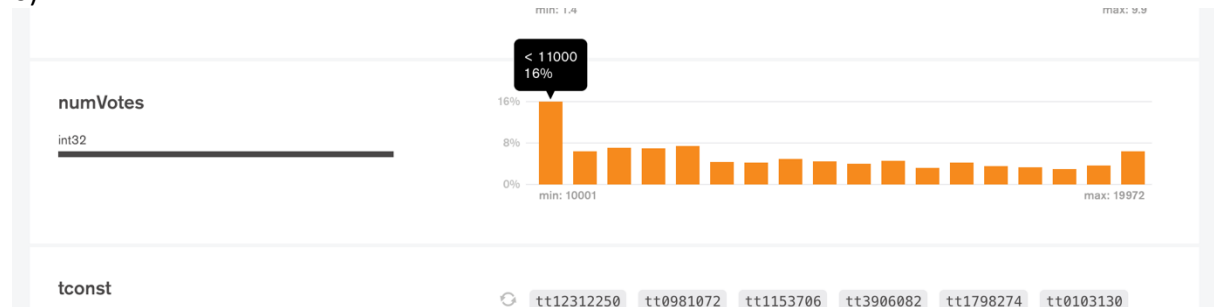 min: 1.4 max: 9.9
< 11000
16%
numVotes
16%
int32
8%
0%
min: 10001 max: 19972
tconst
tt12312250 tt0981072 tt1153706 tt3906082 tt1798274 tt0103130